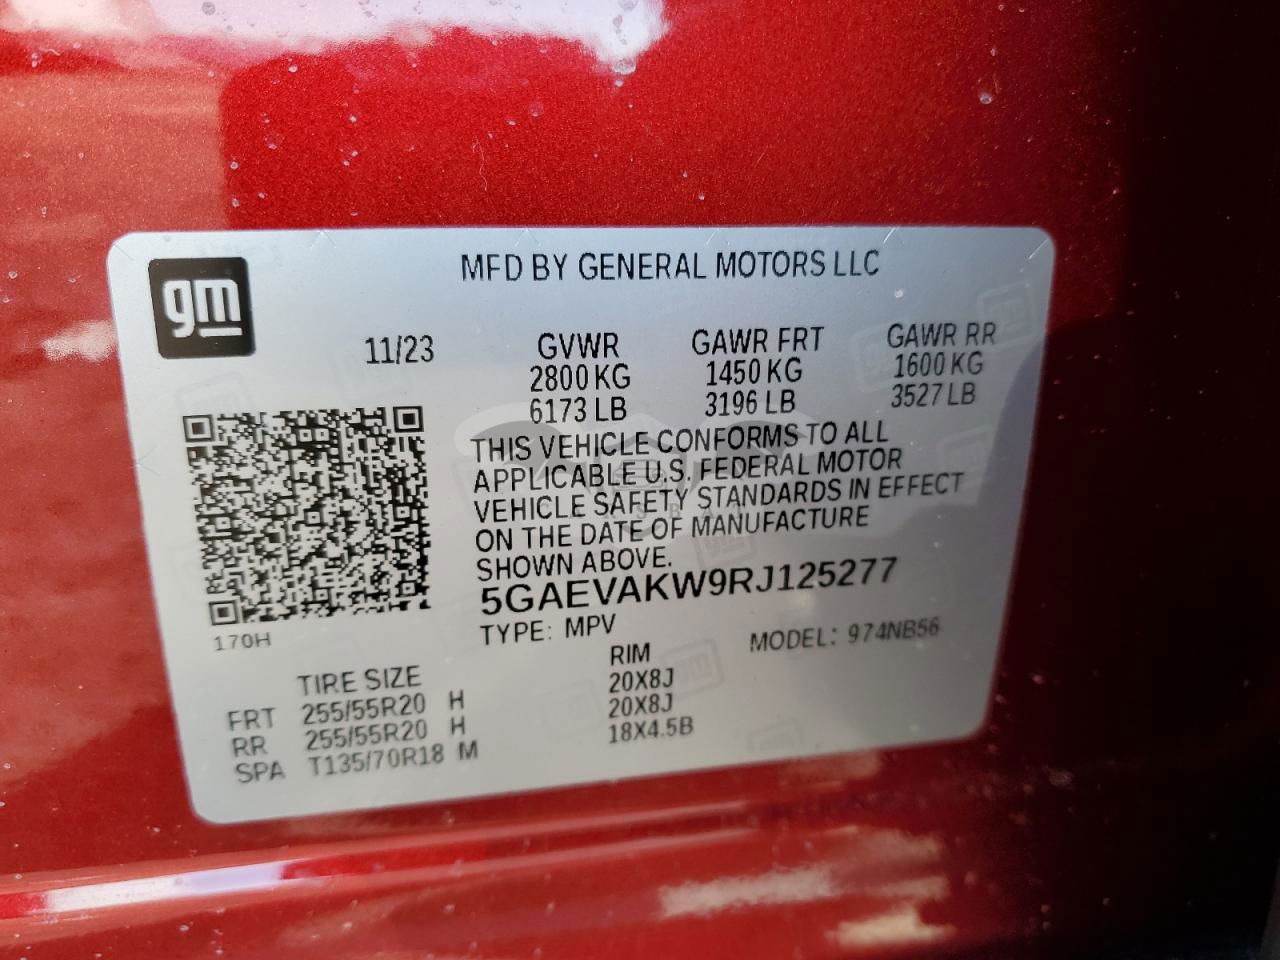 gm
MFD BY GENERAL MOTORS LLC
11/23 GVWR GAWR FRT GAWR RR
2800 KG 1450 KG 1600 KG
6173 LB 3196 LB 3527 LB
THIS VEHICLE CONFORMS TO ALL
APPLICABLE U.S. FEDERAL MOTOR
VEHICLE SAFETY STANDARDS IN EFFECT
ON THE DATE OF MANUFACTURE
SHOWN ABOVE.
5GAEVAKW9RJ125277
170H
TYPE: MPV MODEL: 974NB56
TIRE SIZE RIM
FRT 255/55R20 H 20X8J
RR 255/55R20 H 20X8J
SPA T135/70R18 M 18X4.5B